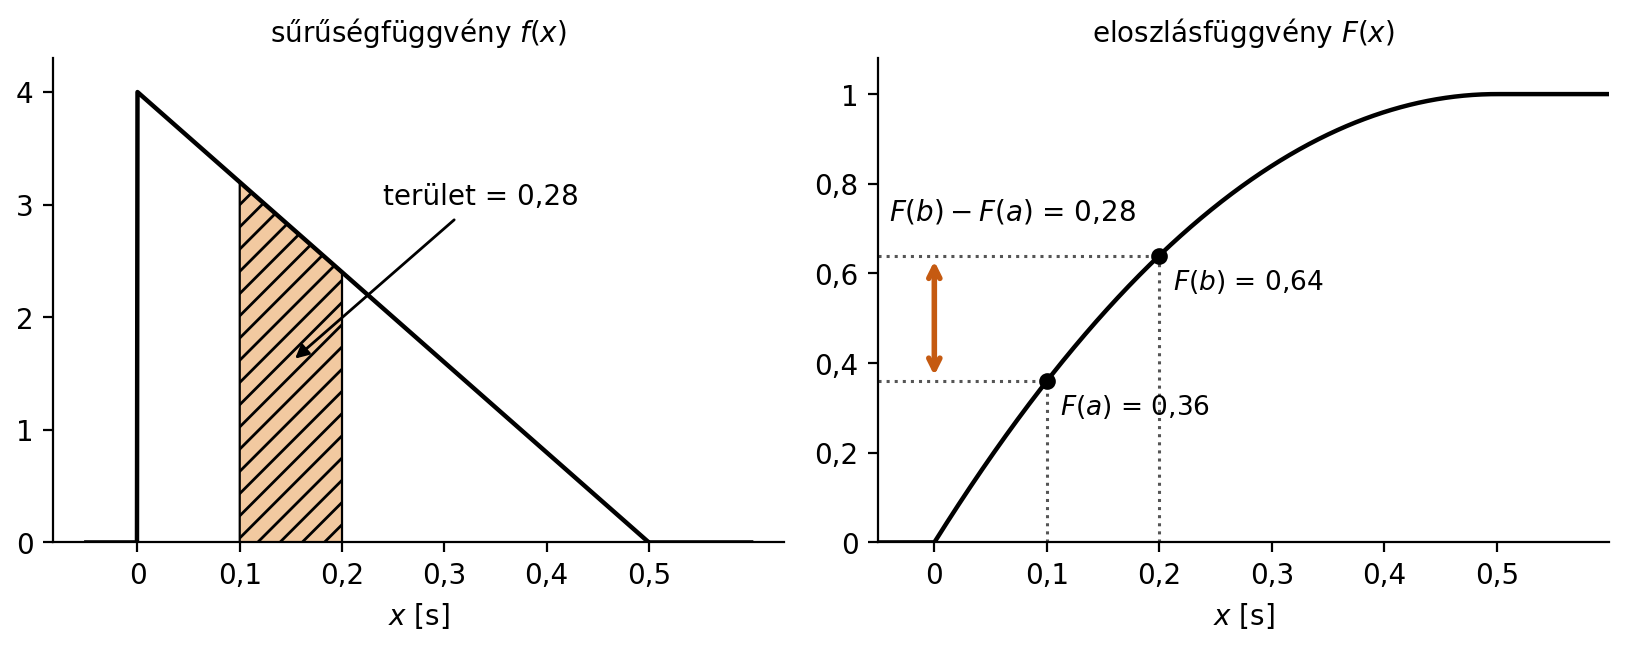 sűrűségfüggvény f(x)
4
3
2
1
0
terület = 0,28
0 0,1 0,2 0,3 0,4 0,5
x [s]
eloszlásfüggvény F(x)
1
0,8
0,6
0,4
0,2
0
F(b) − F(a) = 0,28
F(b) = 0,64
F(a) = 0,36
0 0,1 0,2 0,3 0,4 0,5
x [s]